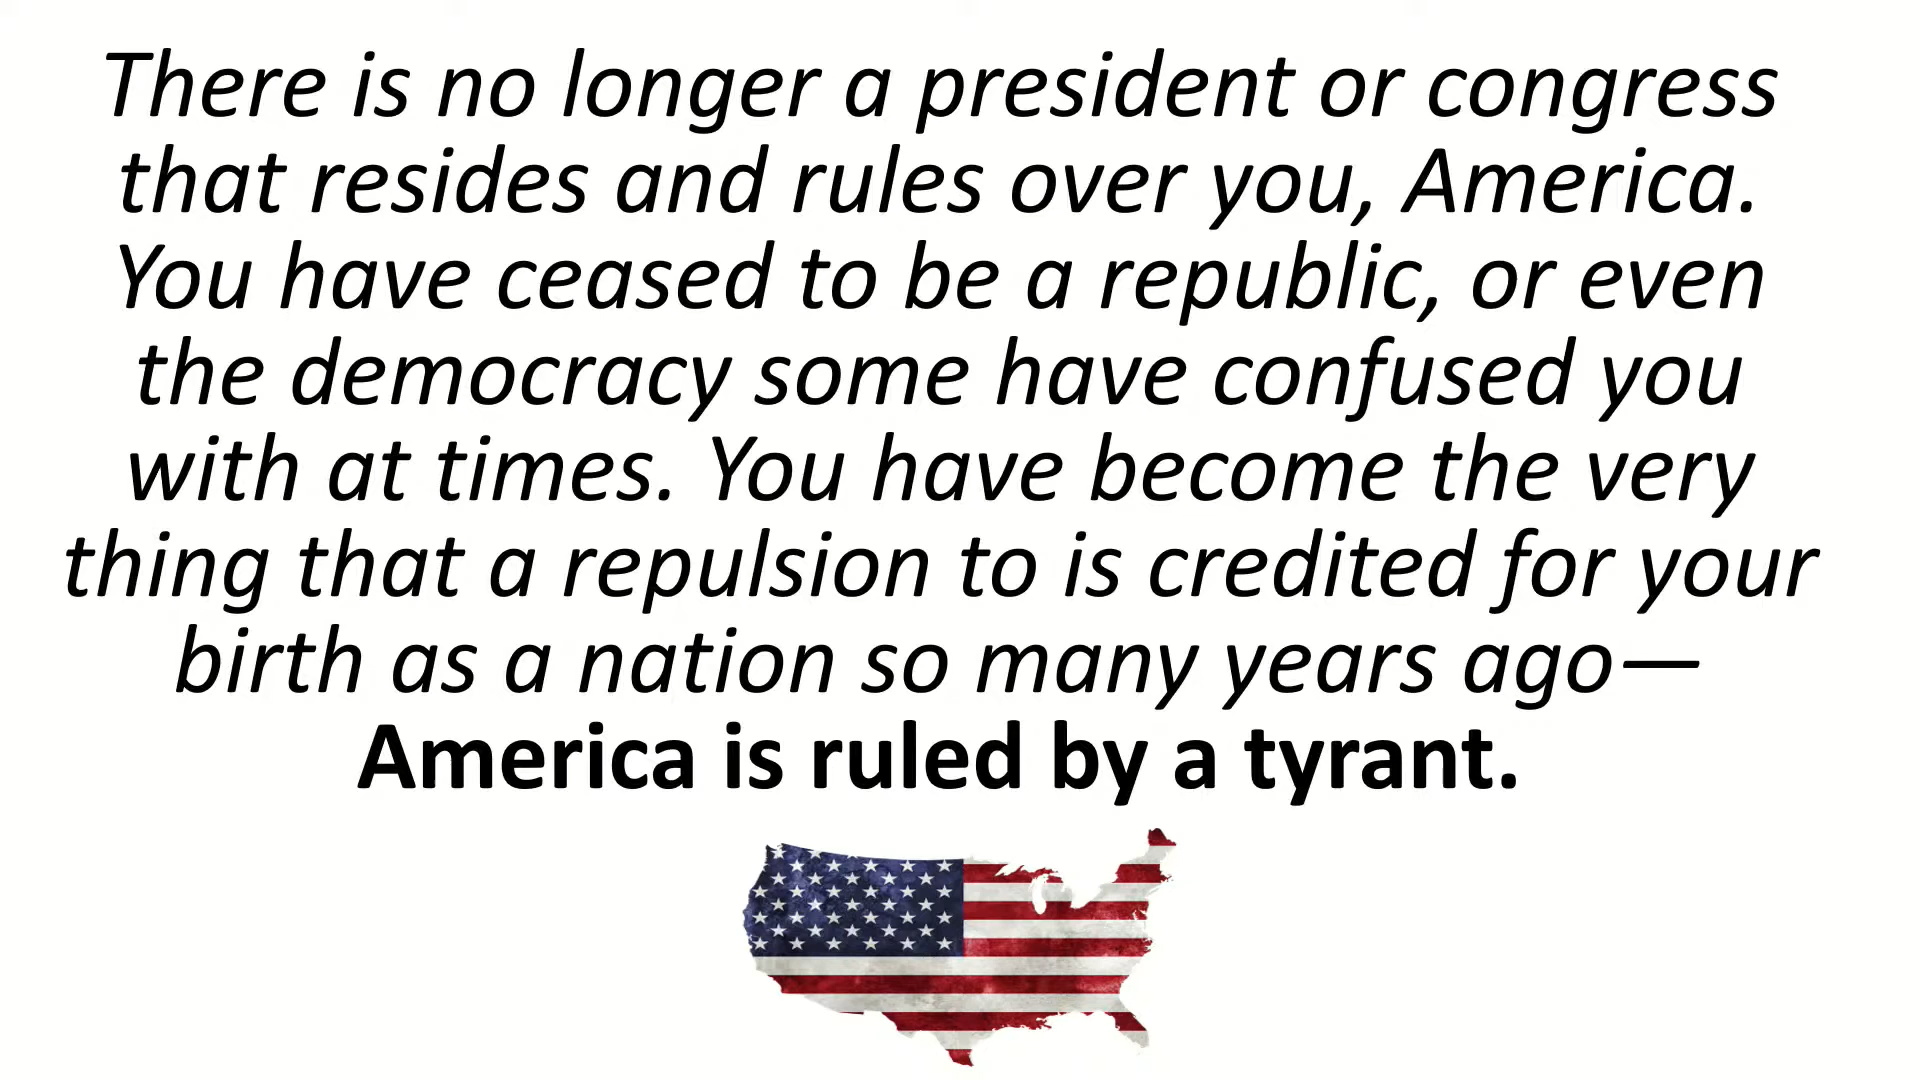 There is no longer a president or congress
that resides and rules over you, America.
You have ceased to be a republic, or even
the democracy some have confused you
with at times. You have become the very
thing that a repulsion to is credited for your
birth as a nation so many years ago—
America is ruled by a tyrant.